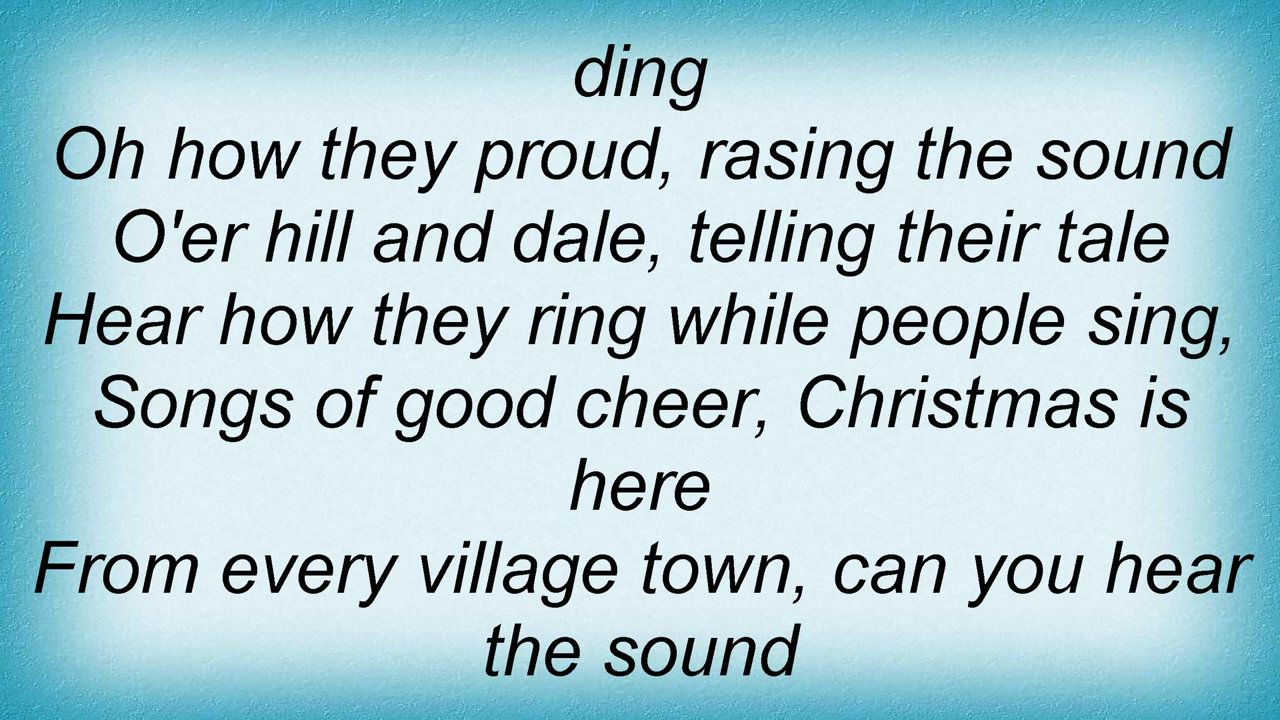 ding
Oh how they proud, rasing the sound
O'er hill and dale, telling their tale
Hear how they ring while people sing,
Songs of good cheer, Christmas is
here
From every village town, can you hear
the sound